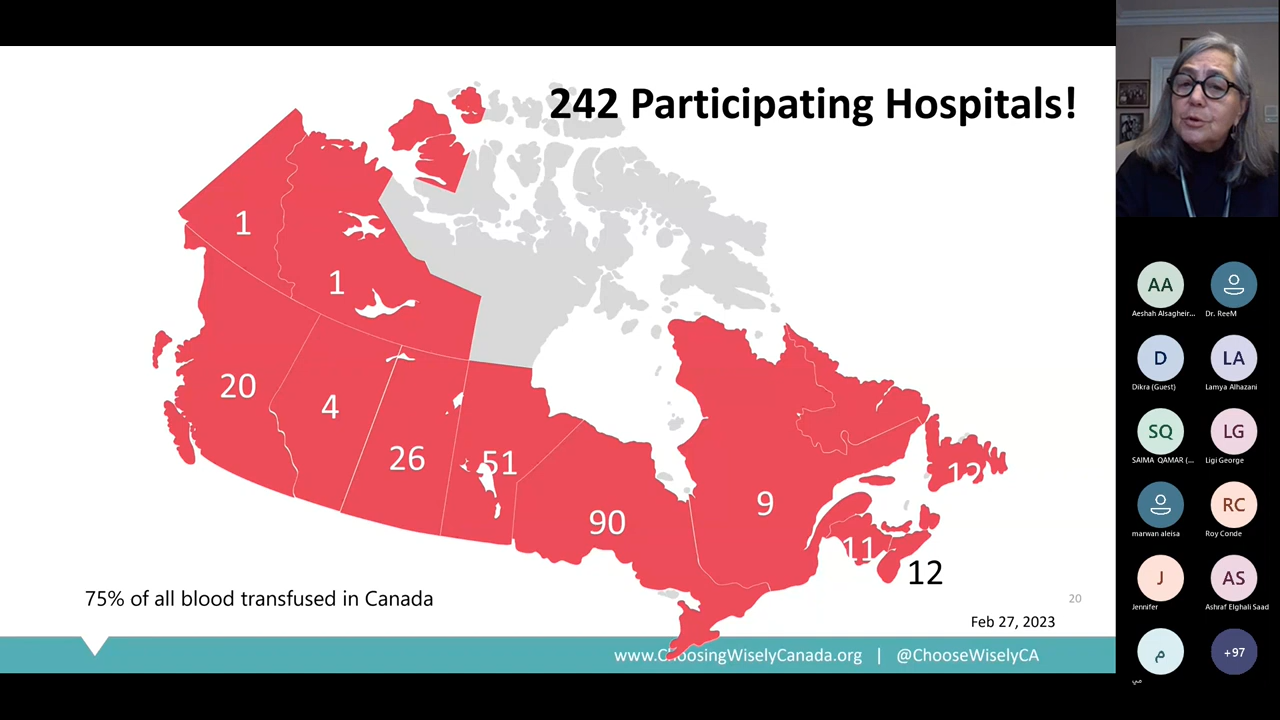 242 Participating Hospitals!
1
1
20
4
26
51
90
9
12
11
12
75% of all blood transfused in Canada
20
Feb 27, 2023
www.ChoosingWiselyCanada.org | @ChooseWiselyCA
AA
Aeshah Alsagheir...
Dr. ReeM
D
Dikra (Guest)
LA
Lamya Alhazani
SQ
SAIMA QAMAR (...
LG
Ligi George
marwan aleisa
RC
Roy Conde
J
Jennifer
AS
Ashraf Elghali Saad
م
مي
+97